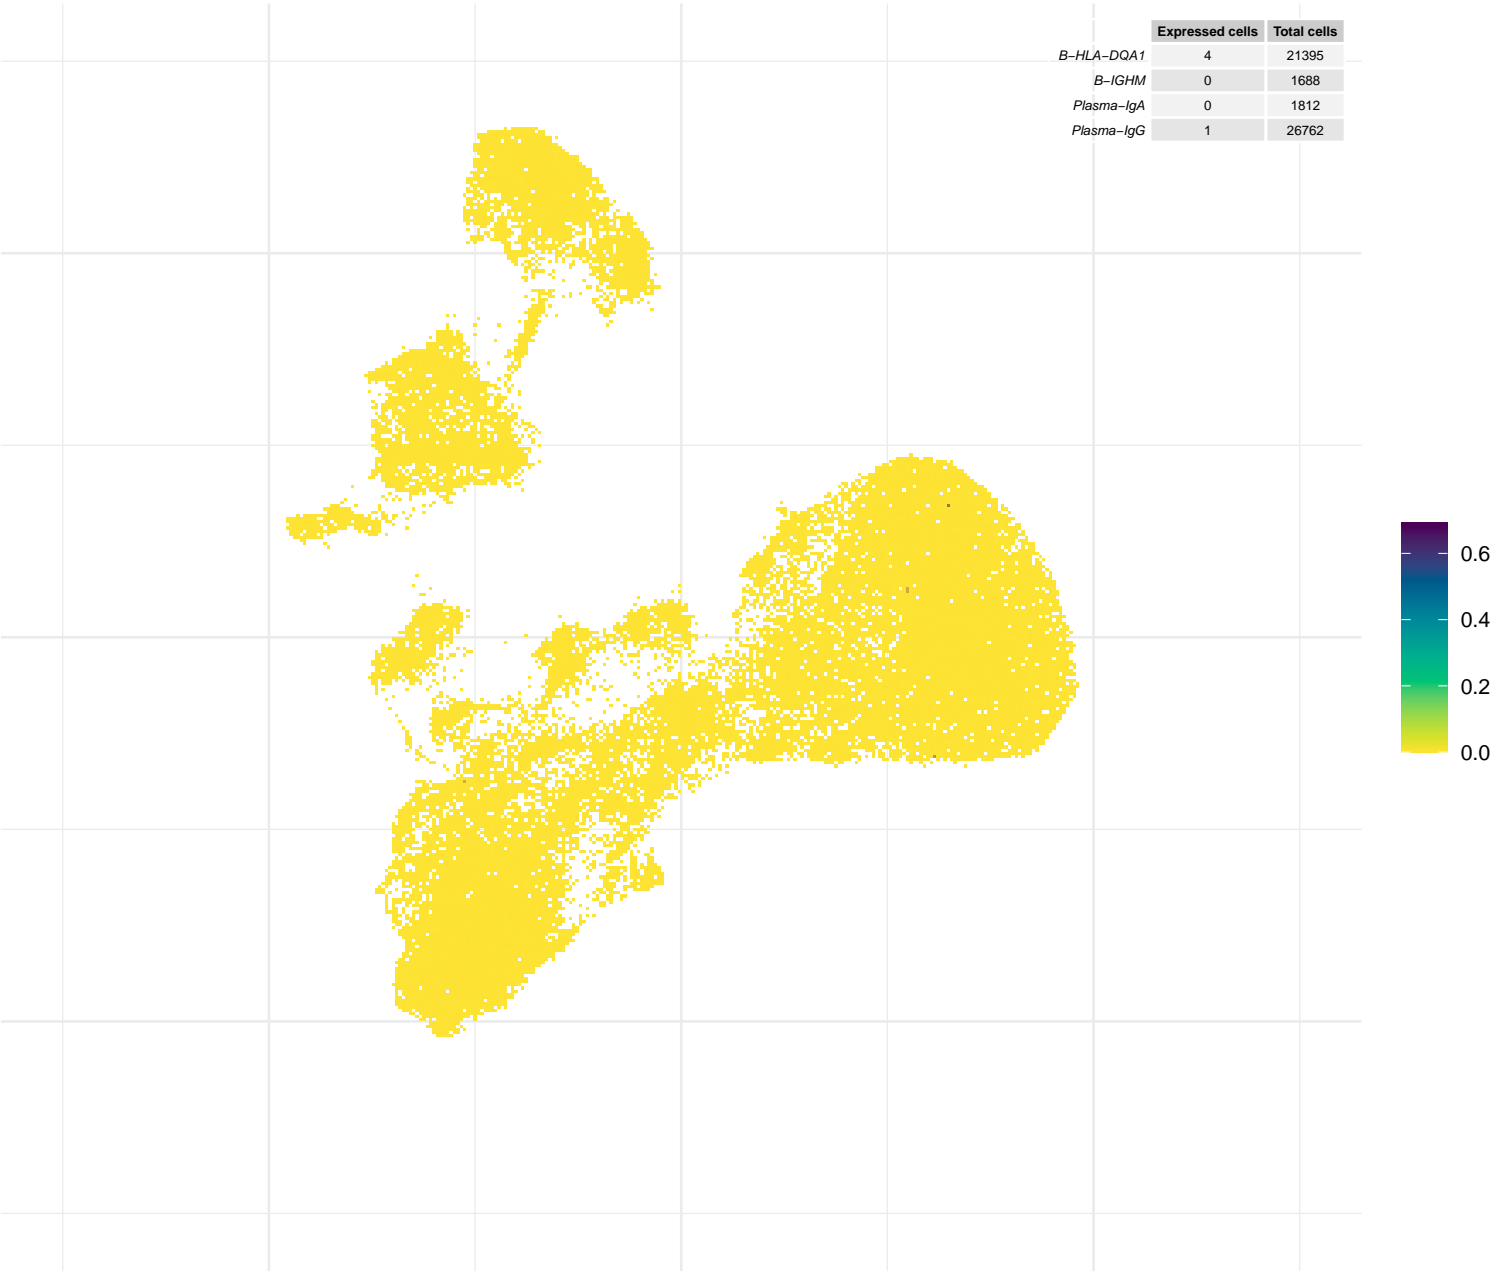 Expressed cells Total cells
B−HLA−DQA1 4 21395
B−IGHM 0 1688
Plasma−IgA 0 1812
Plasma−IgG 1 26762
0.6
0.4
0.2
0.0